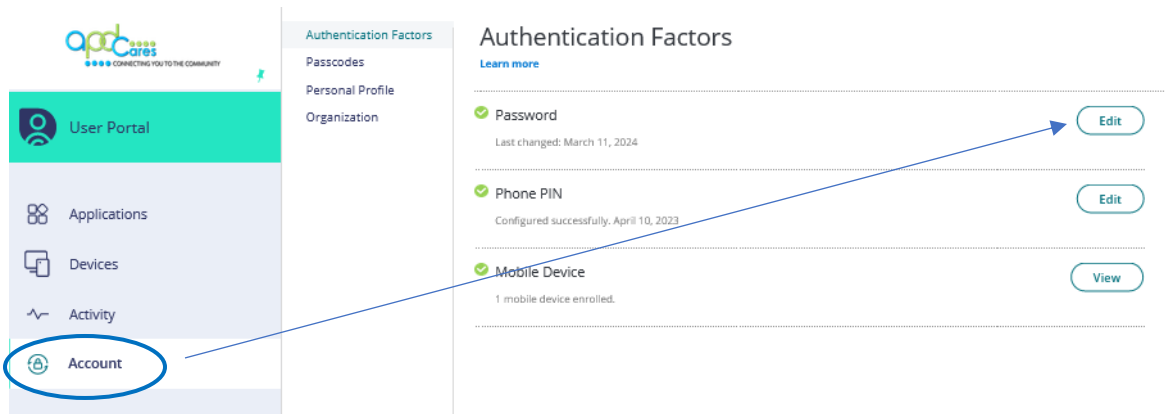 apdCares
CONNECTING YOU TO THE COMMUNITY
User Portal
Applications
Devices
Activity
Account
Authentication Factors
Passcodes
Personal Profile
Organization
Authentication Factors
Learn more
Password
Edit
Last changed: March 11, 2024
Phone PIN
Edit
Configured successfully. April 10, 2023
Mobile Device
View
1 mobile device enrolled.